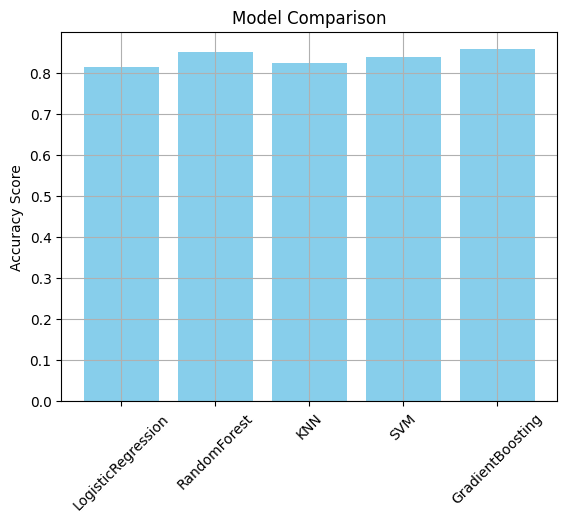 Model Comparison
Accuracy Score
0.8
0.7
0.6
0.5
0.4
0.3
0.2
0.1
0.0
LogisticRegression
RandomForest
KNN
SVM
GradientBoosting